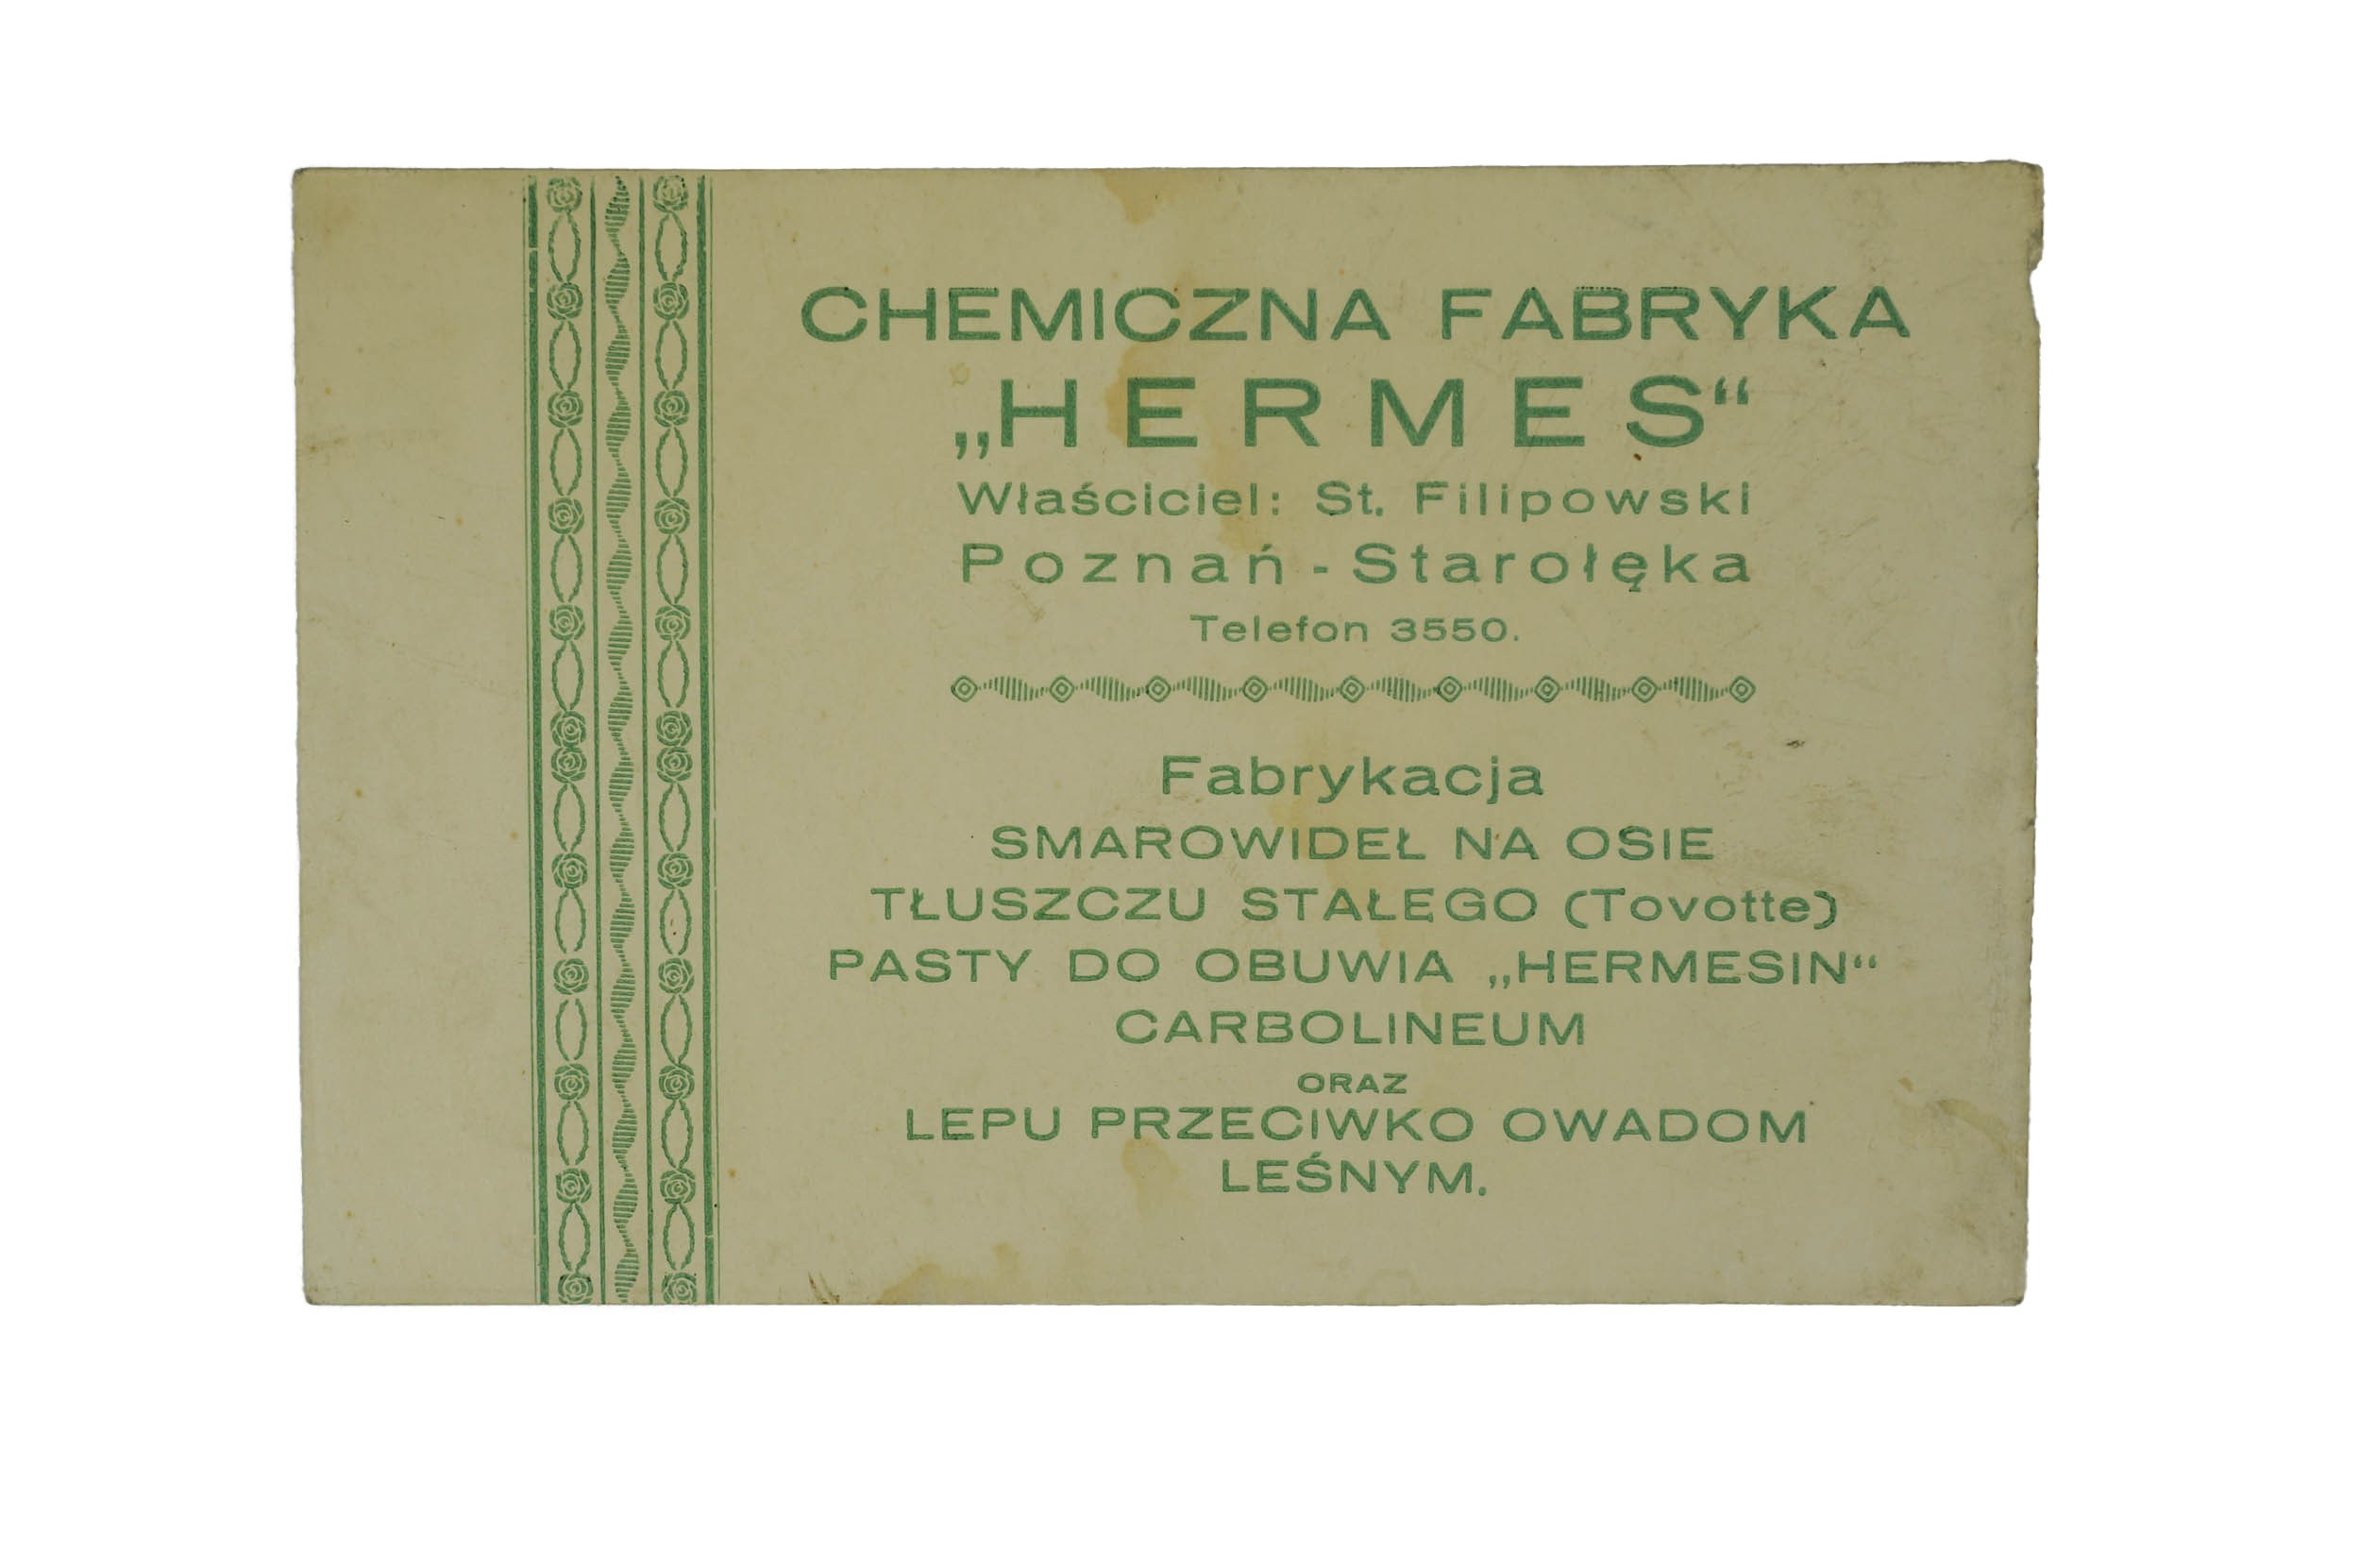 CHEMICZNA FABRYKA
„HERMES“
Właściciel: St. Filipowski
Poznań - Starołęka
Telefon 3550.
Fabrykacja
SMAROWIDEŁ NA OSIE
TŁUSZCZU STAŁEGO (Tovotte)
PASTY DO OBUWIA „HERMESIN“
CARBOLINEUM
ORAZ
LEPU PRZECIWKO OWADOM
LEŚNYM.